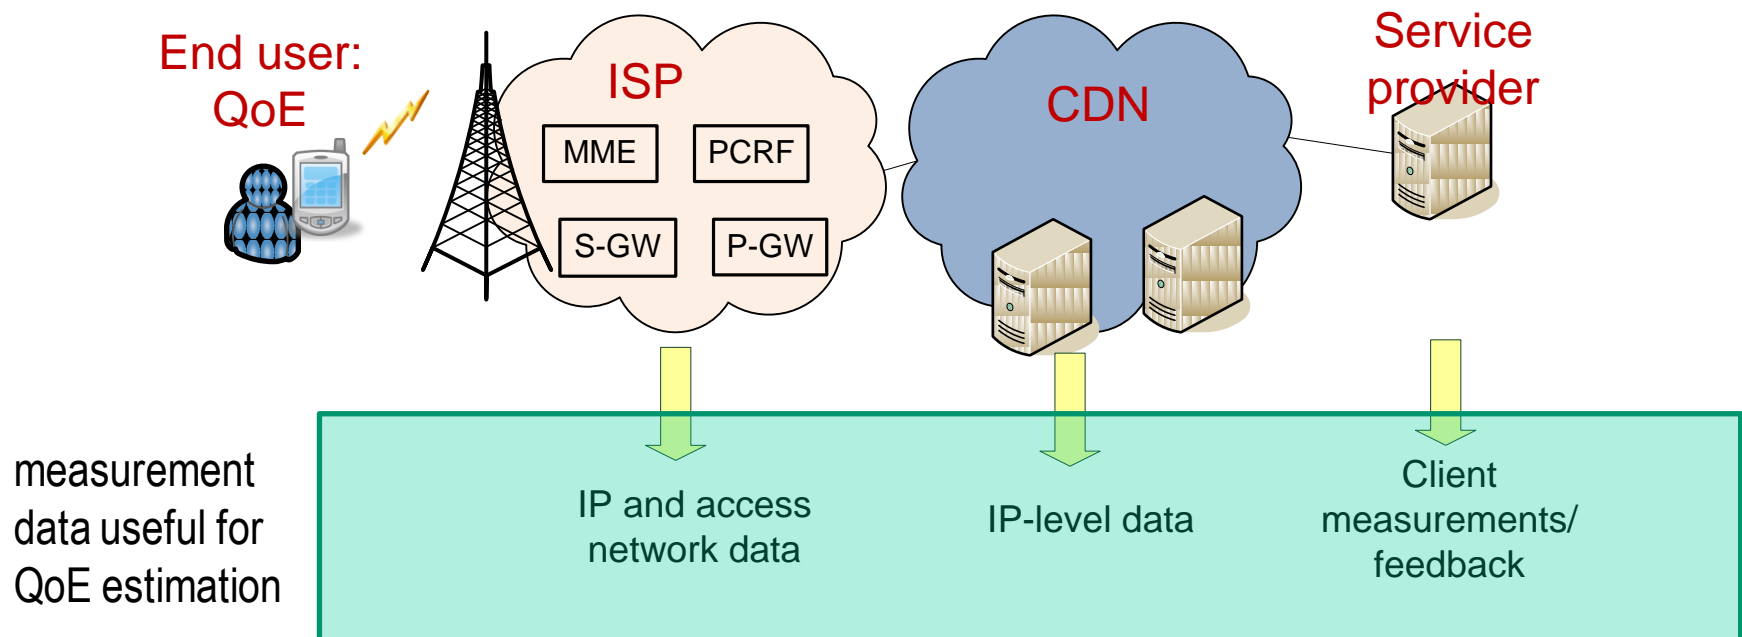 End user:
QoE
ISP
MME
PCRF
S-GW
P-GW
CDN
Service
provider
measurement
data useful for
QoE estimation
IP and access
network data
IP-level data
Client
measurements/
feedback